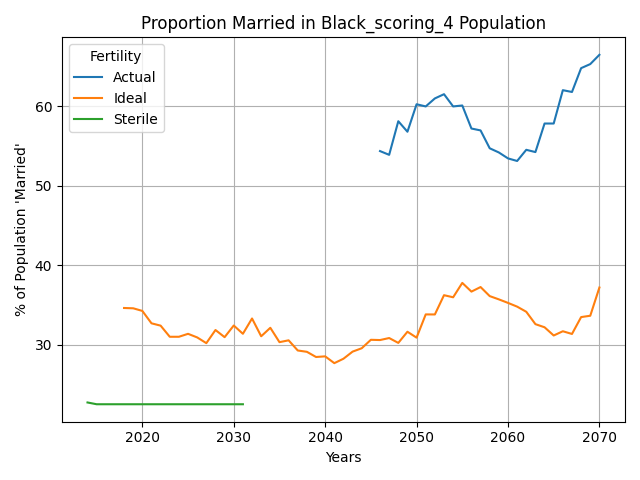 Proportion Married in Black_scoring_4 Population
Fertility
Actual
Ideal
Sterile
% of Population 'Married'
60
50
40
30
2020
2030
2040
2050
2060
2070
Years